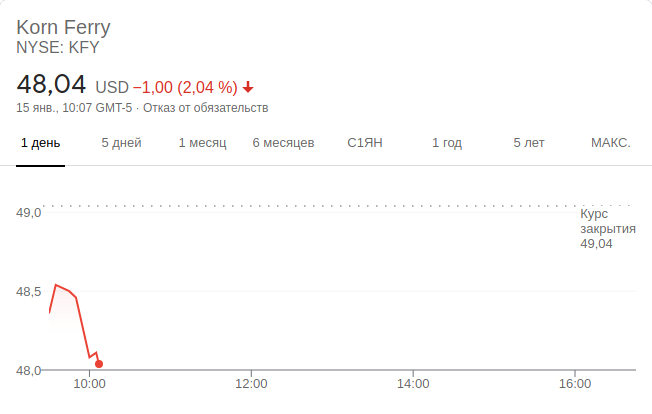 Korn Ferry
NYSE: KFY
48,04 USD −1,00 (2,04 %)
15 янв., 10:07 GMT-5 · Отказ от обязательств
1 день 5 дней 1 месяц 6 месяцев С1ЯН 1 год 5 лет МАКС.
49,0
Курс
закрытия
49,04
48,5
48,0
10:00 12:00 14:00 16:00